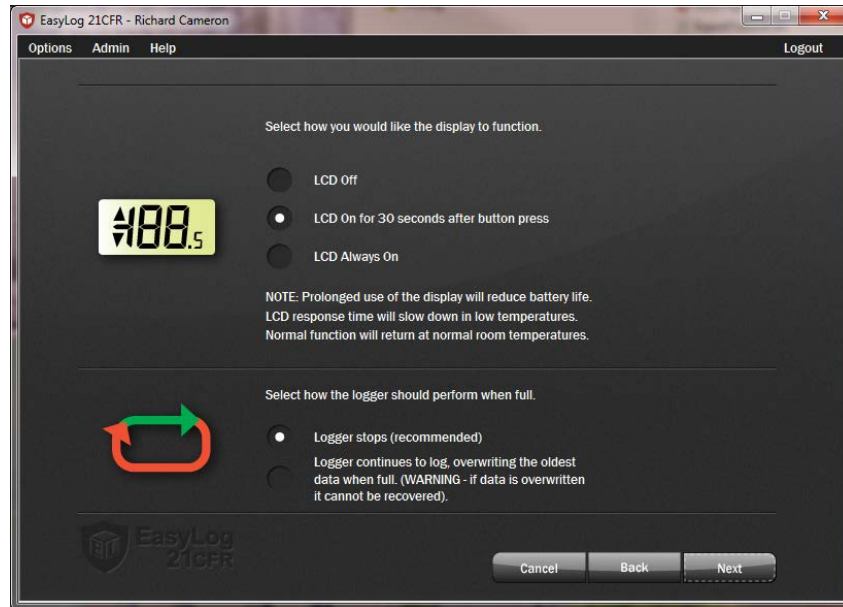 EasyLog 21CFR - Richard Cameron
Options Admin Help Logout
Select how you would like the display to function.
LCD Off
188.5
LCD On for 30 seconds after button press
LCD Always On
NOTE: Prolonged use of the display will reduce battery life.
LCD response time will slow down in low temperatures.
Normal function will return at normal room temperatures.
Select how the logger should perform when full.
Logger stops (recommended)
Logger continues to log, overwriting the oldest
data when full. (WARNING - if data is overwritten
it cannot be recovered).
EasyLog
21CFR
Cancel Back Next